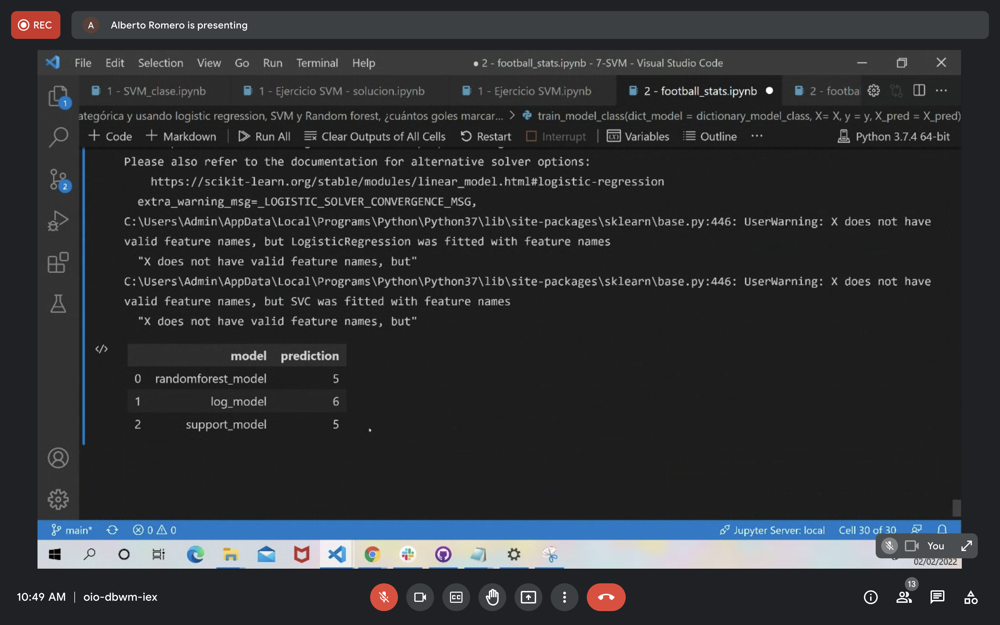 REC
A Alberto Romero is presenting
File Edit Selection View Go Run Terminal Help ● 2 - football_stats.ipynb - 7-SVM - Visual Studio Code
1 1 - SVM_clase.ipynb 1 - Ejercicio SVM - solucion.ipynb 1 - Ejercicio SVM.ipynb 2 - football_stats.ipynb ● 2 - footbal ...
ategórica y usando logistic regression, SVM y Random forest, ¿cuántos goles marcar... > train_model_class(dict_model = dictionary_model_class, X= X, y = y, X_pred = X_pred)
+ Code + Markdown Run All Clear Outputs of All Cells Restart Interrupt Variables Outline ... Python 3.7.4 64-bit
Please also refer to the documentation for alternative solver options:
https://scikit-learn.org/stable/modules/linear_model.html#logistic-regression
2
extra_warning_msg=_LOGISTIC_SOLVER_CONVERGENCE_MSG,
C:\Users\Admin\AppData\Local\Programs\Python\Python37\lib\site-packages\sklearn\base.py:446: UserWarning: X does not have
valid feature names, but LogisticRegression was fitted with feature names
"X does not have valid feature names, but"
C:\Users\Admin\AppData\Local\Programs\Python\Python37\lib\site-packages\sklearn\base.py:446: UserWarning: X does not have
valid feature names, but SVC was fitted with feature names
"X does not have valid feature names, but"
</>
model prediction
0 randomforest_model 5
1 log_model 6
2 support_model 5
main* 0 0 Jupyter Server: local Cell 30 of 30
You
02/02/2022
10:49 AM | oio-dbwm-iex CC 13